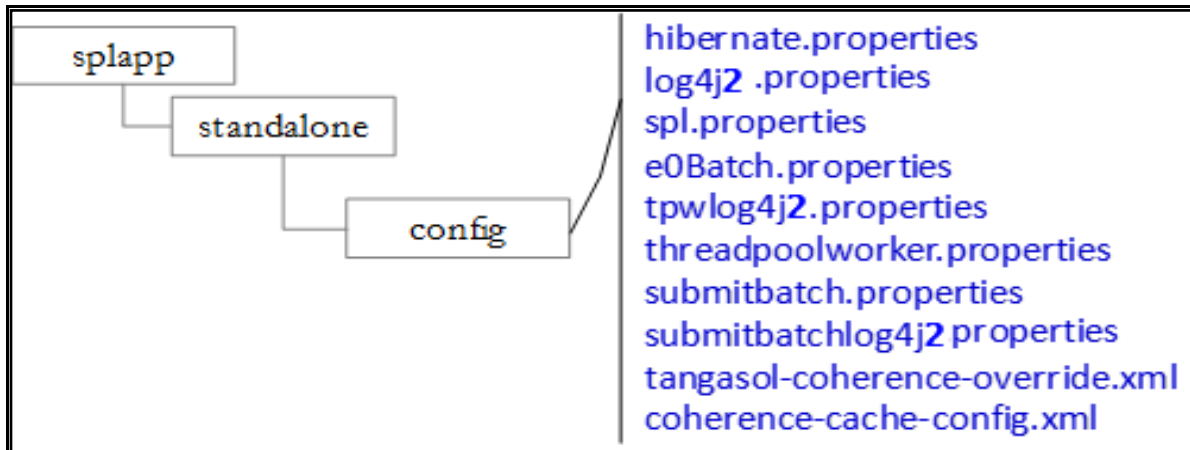 splapp
standalone
config
hibernate.properties
log4j2 .properties
spl.properties
e0Batch.properties
tpwlog4j2.properties
threadpoolworker.properties
submitbatch.properties
submitbatchlog4j2.properties
tangasol-coherence-override.xml
coherence-cache-config.xml